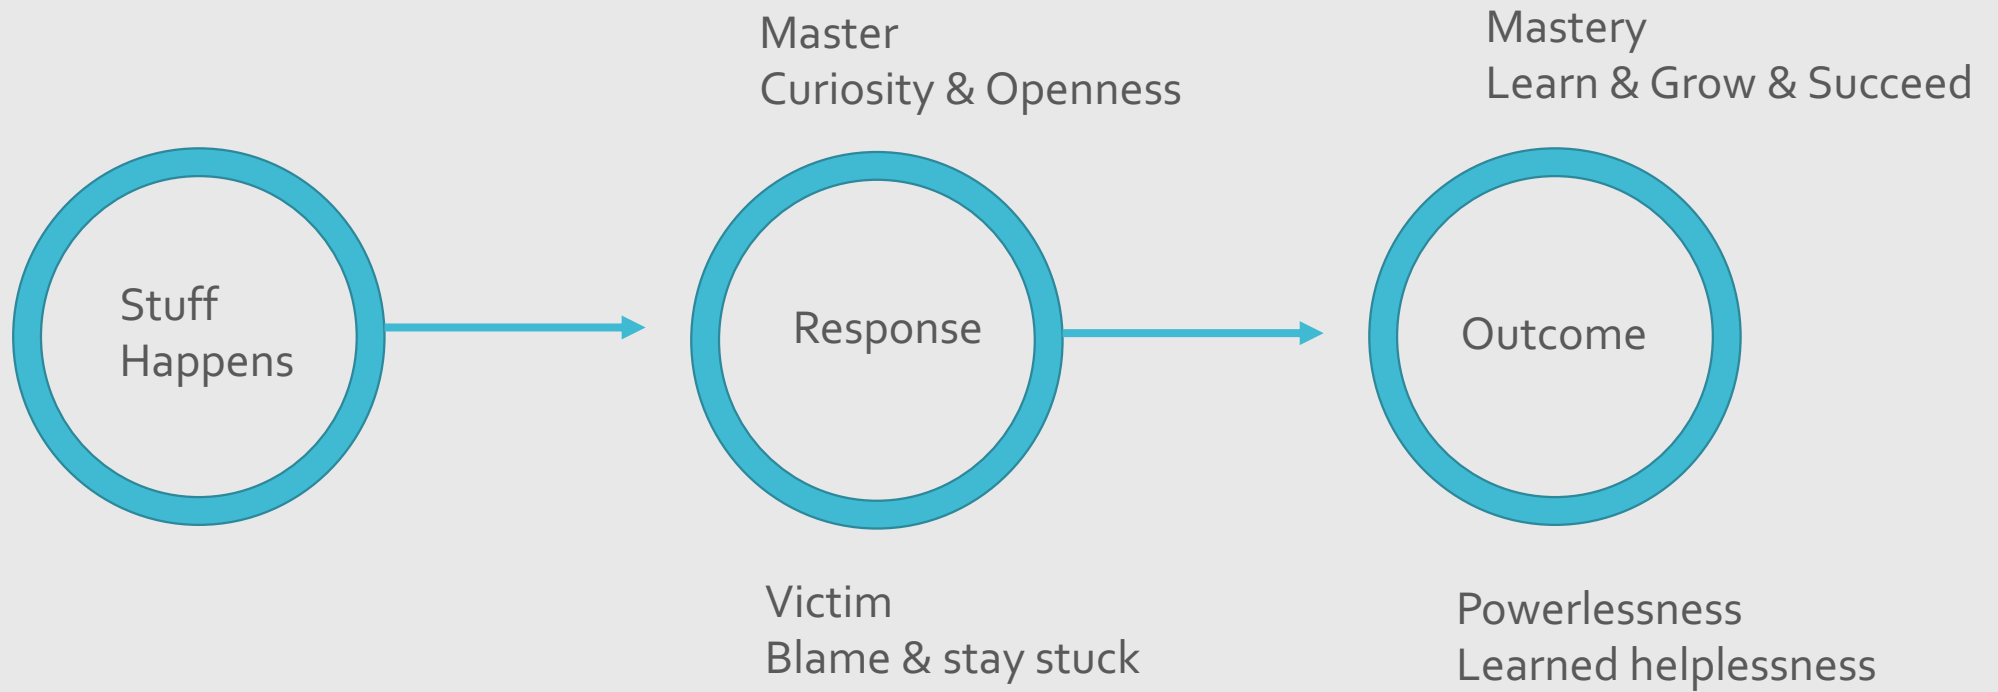 Master
Curiosity & Openness
Mastery
Learn & Grow & Succeed
Stuff
Happens
Response
Outcome
Victim
Blame & stay stuck
Powerlessness
Learned helplessness